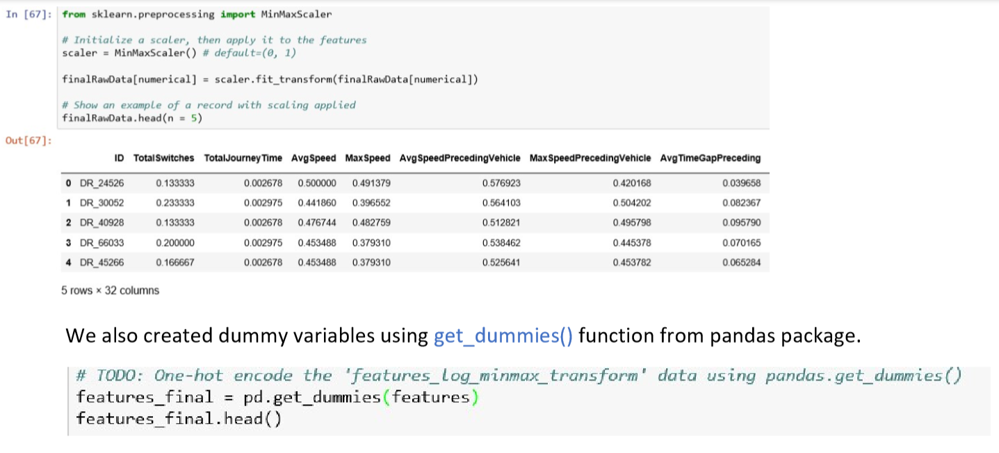 In [67]: from sklearn.preprocessing import MinMaxScaler
# Initialize a scaler, then apply it to the features
scaler = MinMaxScaler() # default=(0, 1)
finalRawData[numerical] = scaler.fit_transform(finalRawData[numerical])
# Show an example of a record with scaling applied
finalRawData.head(n = 5)
Out[67]:
ID TotalSwitches TotalJourneyTime AvgSpeed MaxSpeed AvgSpeedPrecedingVehicle MaxSpeedPrecedingVehicle AvgTimeGapPreceding
0 DR_24526 0.133333 0.002678 0.500000 0.491379 0.576923 0.420168 0.039658
1 DR_30052 0.233333 0.002975 0.441860 0.396552 0.564103 0.504202 0.082367
2 DR_40928 0.133333 0.002678 0.476744 0.482759 0.512821 0.495798 0.095790
3 DR_66033 0.200000 0.002975 0.453488 0.379310 0.538462 0.445378 0.070165
4 DR_45266 0.166667 0.002678 0.453488 0.379310 0.525641 0.453782 0.065284
5 rows × 32 columns
We also created dummy variables using get_dummies() function from pandas package.
# TODO: One-hot encode the 'features_log_minmax_transform' data using pandas.get_dummies()
features_final = pd.get_dummies(features)
features_final.head()